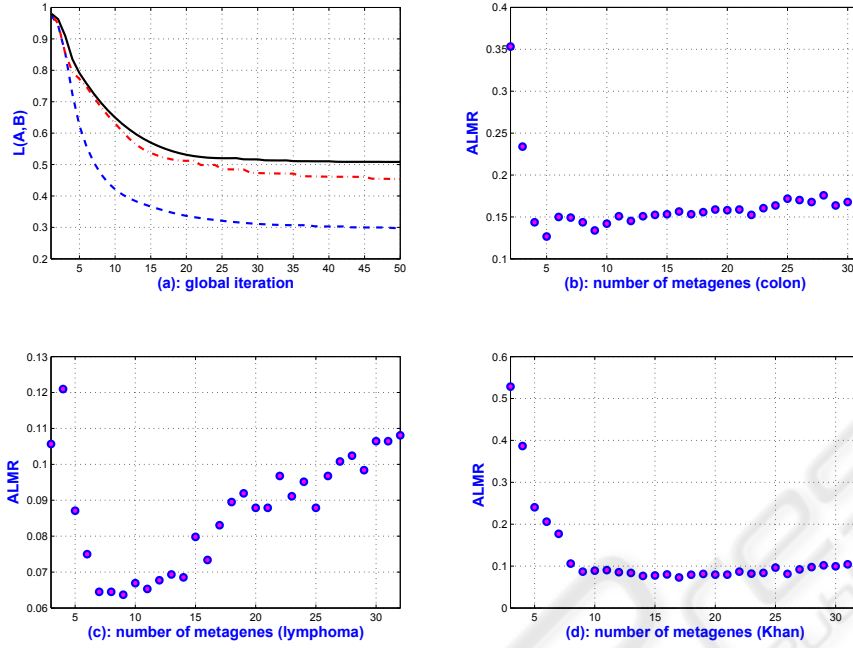 1
0.9
0.8
0.7
0.6
0.5
0.4
0.3
0.2
L(A,B)
5 10 15 20 25 30 35 40 45 50
(a): global iteration
0.4
0.35
0.3
0.25
0.2
0.15
0.1
ALMR
5 10 15 20 25 30
(b): number of metagenes (colon)
0.13
0.12
0.11
0.1
0.09
0.08
0.07
0.06
ALMR
5 10 15 20 25 30
(c): number of metagenes (lymphoma)
0.6
0.5
0.4
0.3
0.2
0.1
0
ALMR
5 10 15 20 25 30
(d): number of metagenes (Khan)